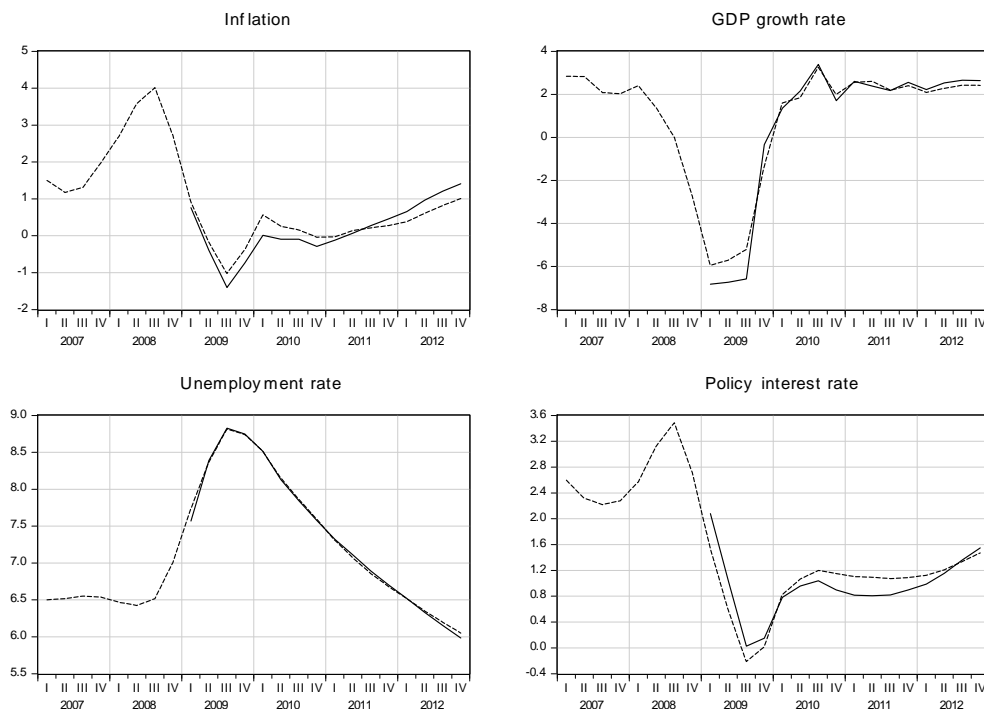 Inflation
5
4
3
2
1
0
-1
-2
I II III IV I II III IV I II III IV I II III IV I II III IV I II III IV
2007 2008 2009 2010 2011 2012
GDP growth rate
4
2
0
-2
-4
-6
-8
I II III IV I II III IV I II III IV I II III IV I II III IV I II III IV
2007 2008 2009 2010 2011 2012
Unemployment rate
9.0
8.5
8.0
7.5
7.0
6.5
6.0
5.5
I II III IV I II III IV I II III IV I II III IV I II III IV I II III IV
2007 2008 2009 2010 2011 2012
Policy interest rate
3.6
3.2
2.8
2.4
2.0
1.6
1.2
0.8
0.4
0.0
-0.4
I II III IV I II III IV I II III IV I II III IV I II III IV I II III IV
2007 2008 2009 2010 2011 2012